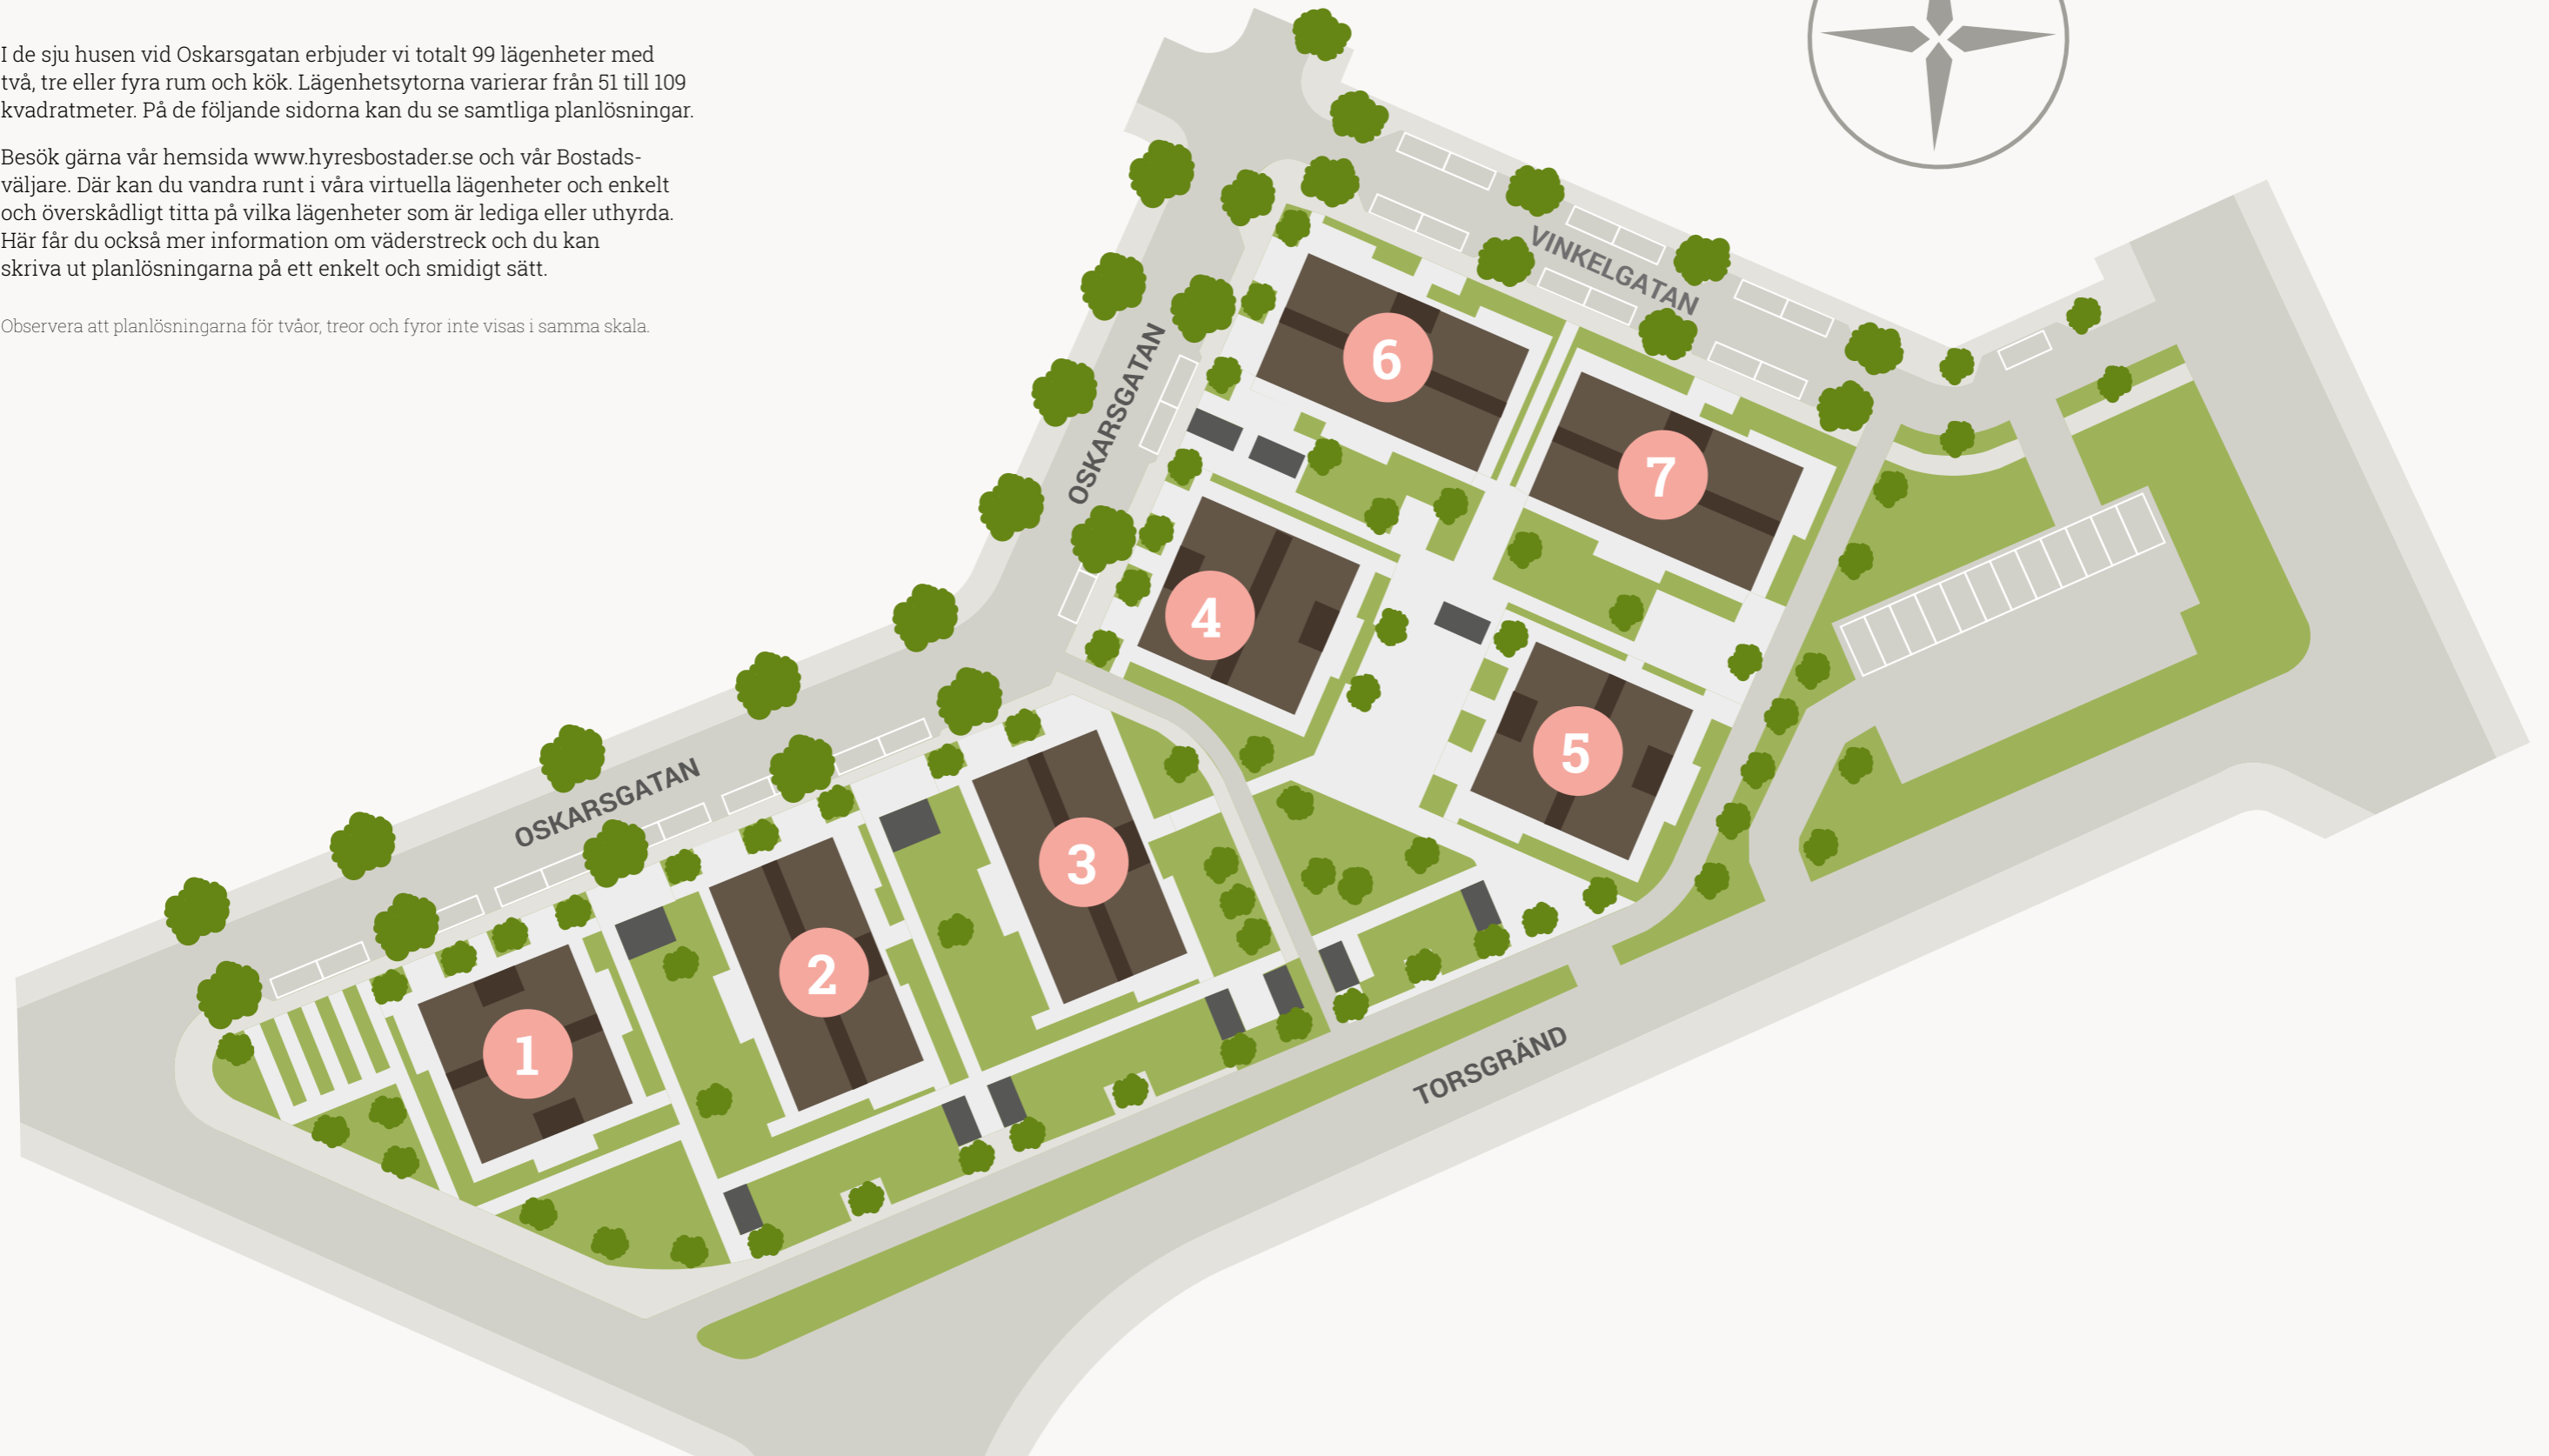 I de sju husen vid Oskarsgatan erbjuder vi totalt 99 lägenheter med
två, tre eller fyra rum och kök. Lägenhetsytorna varierar från 51 till 109
kvadratmeter. På de följande sidorna kan du se samtliga planlösningar.
Besök gärna vår hemsida www.hyresbostader.se och vår Bostads-
väljare. Där kan du vandra runt i våra virtuella lägenheter och enkelt
och överskådligt titta på vilka lägenheter som är lediga eller uthyrda.
Här får du också mer information om väderstreck och du kan
skriva ut planlösningarna på ett enkelt och smidigt sätt.
Observera att planlösningarna för tvåor, treor och fyror inte visas i samma skala.
VINKELGATAN
OSKARSGATAN
6
7
4
5
OSKARSGATAN
3
2
1
TORSGRÄND